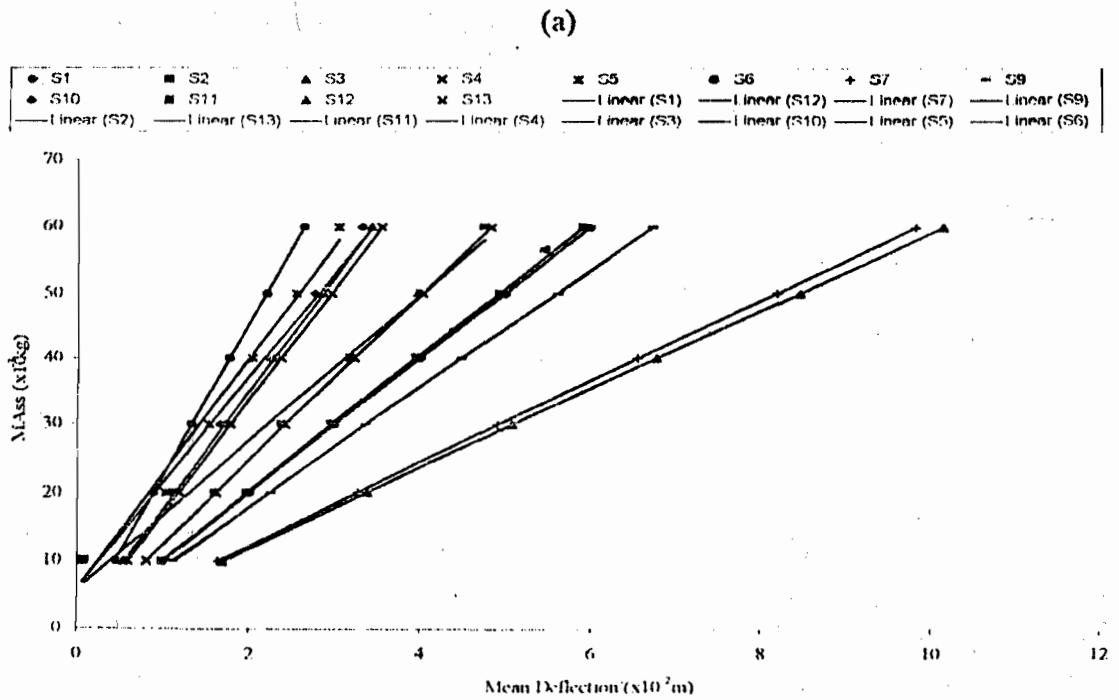 (a)
S1 S2 S3 S4 S5 S6 S7 S9
S10 S11 S12 S13 Linear (S1) Linear (S12) Linear (S7) Linear (S9)
Linear (S2) Linear (S13) Linear (S11) Linear (S4) Linear (S3) Linear (S10) Linear (S5) Linear (S6)
70
60
50
40
30
20
10
0
MAss
0 2 4 6 8 10 12
Mean Deflection (x10⁻²m)